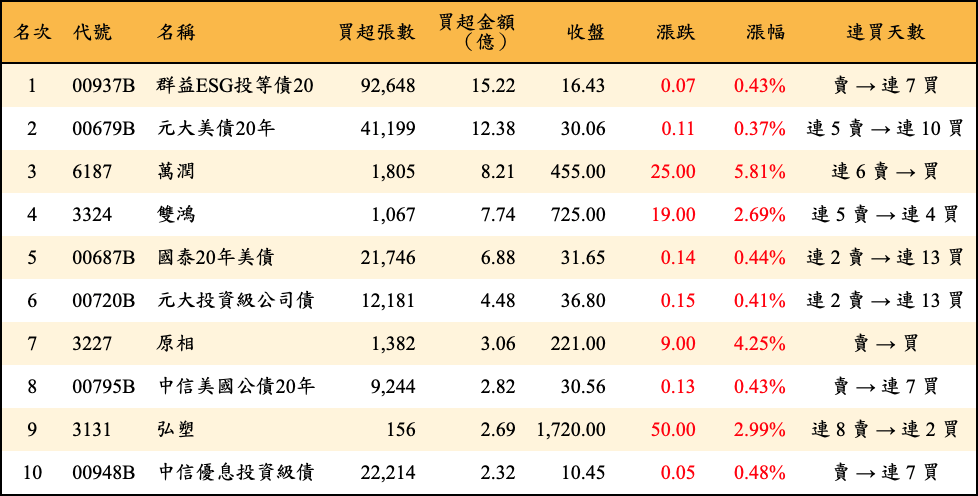 名次 代號 名稱 買超張數 買超金額（億） 收盤 漲跌 漲幅 連買天數
1 00937B 群益ESG投等債20 92,648 15.22 16.43 0.07 0.43% 賣 → 連 7 買
2 00679B 元大美債20年 41,199 12.38 30.06 0.11 0.37% 連 5 賣 → 連 10 買
3 6187 萬潤 1,805 8.21 455.00 25.00 5.81% 連 6 賣 → 買
4 3324 雙鴻 1,067 7.74 725.00 19.00 2.69% 連 5 賣 → 連 4 買
5 00687B 國泰20年美債 21,746 6.88 31.65 0.14 0.44% 連 2 賣 → 連 13 買
6 00720B 元大投資級公司債 12,181 4.48 36.80 0.15 0.41% 連 2 賣 → 連 13 買
7 3227 原相 1,382 3.06 221.00 9.00 4.25% 賣 → 買
8 00795B 中信美國公債20年 9,244 2.82 30.56 0.13 0.43% 賣 → 連 7 買
9 3131 弘塑 156 2.69 1,720.00 50.00 2.99% 連 8 賣 → 連 2 買
10 00948B 中信優息投資級債 22,214 2.32 10.45 0.05 0.48% 賣 → 連 7 買